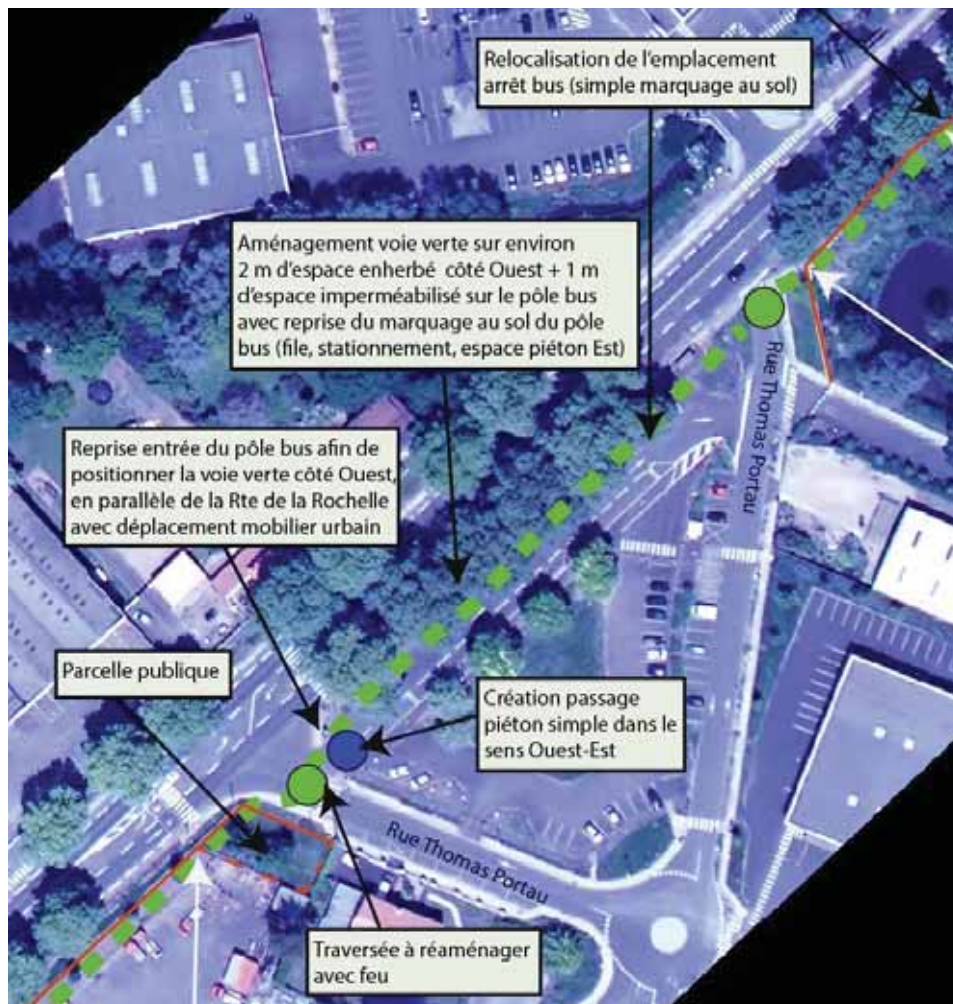 Relocalisation de l'emplacement
arrêt bus (simple marquage au sol)
Aménagement voie verte sur environ
2 m d'espace enherbé côté Ouest + 1 m
d'espace imperméabilisé sur le pôle bus
avec reprise du marquage au sol du pôle
bus (file, stationnement, espace piéton Est)
Rue Thomas Portau
Reprise entrée du pôle bus afin de
positionner la voie verte côté Ouest,
en parallèle de la Rte de la Rochelle
avec déplacement mobilier urbain
Parcelle publique
Création passage
piéton simple dans le
sens Ouest-Est
Rue Thomas Portau
Traversée à réaménager
avec feu